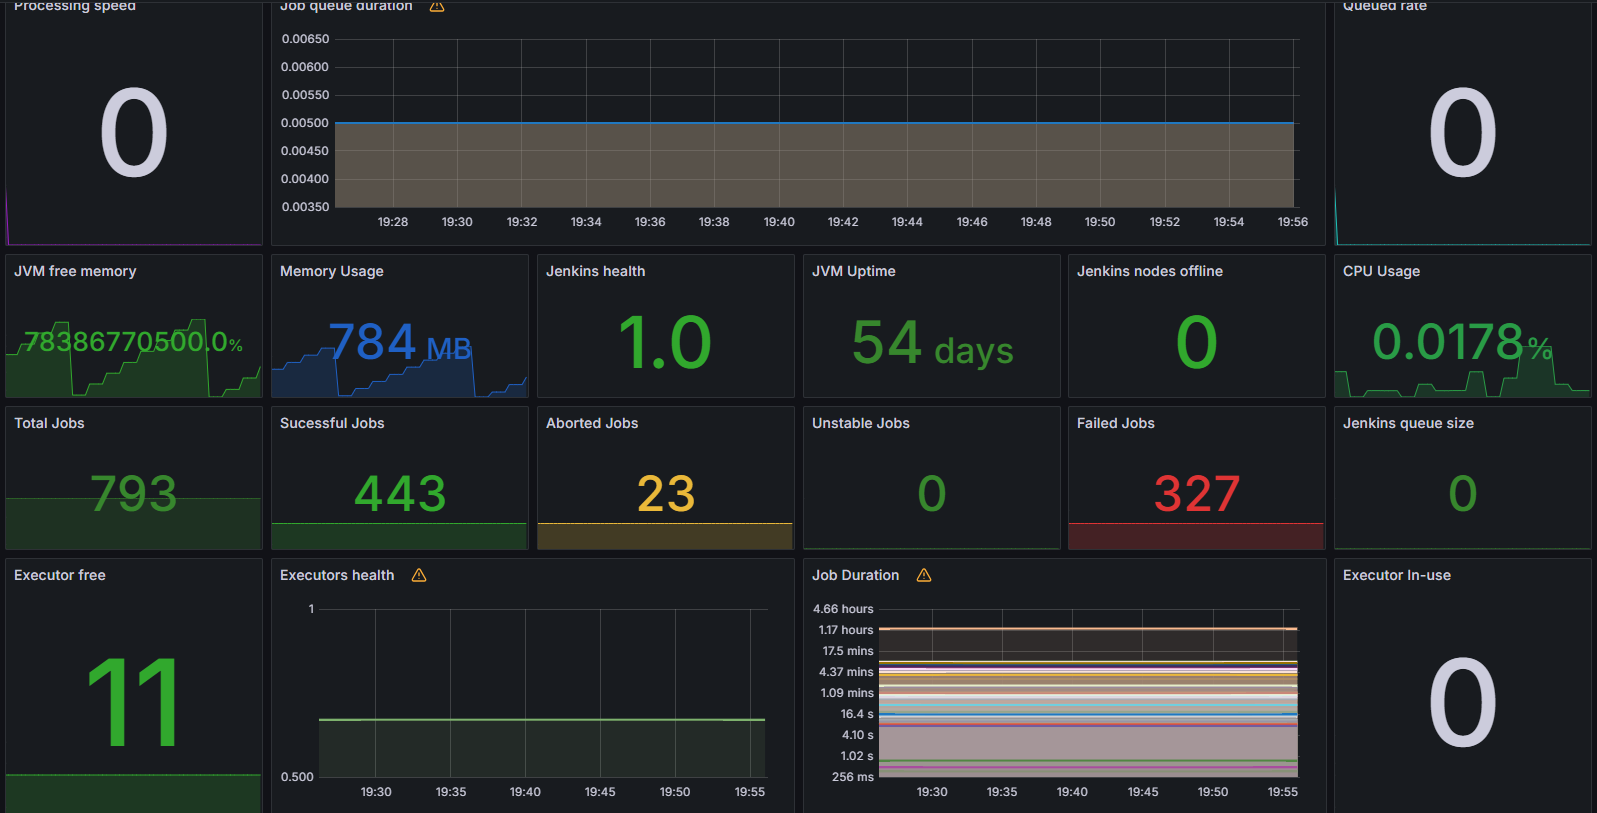 Processing speed
0
Job queue duration
0.00650
0.00600
0.00550
0.00500
0.00450
0.00400
0.00350
19:28 19:30 19:32 19:34 19:36 19:38 19:40 19:42 19:44 19:46 19:48 19:50 19:52 19:54 19:56
Queued rate
0
JVM free memory
78386770500.0%
Memory Usage
784 MB
Jenkins health
1.0
JVM Uptime
54 days
Jenkins nodes offline
0
CPU Usage
0.0178%
Total Jobs
793
Sucessful Jobs
443
Aborted Jobs
23
Unstable Jobs
0
Failed Jobs
327
Jenkins queue size
0
Executor free
11
Executors health
1
0.500
19:30 19:35 19:40 19:45 19:50 19:55
Job Duration
4.66 hours
1.17 hours
17.5 mins
4.37 mins
1.09 mins
16.4 s
4.10 s
1.02 s
256 ms
19:30 19:35 19:40 19:45 19:50 19:55
Executor In-use
0